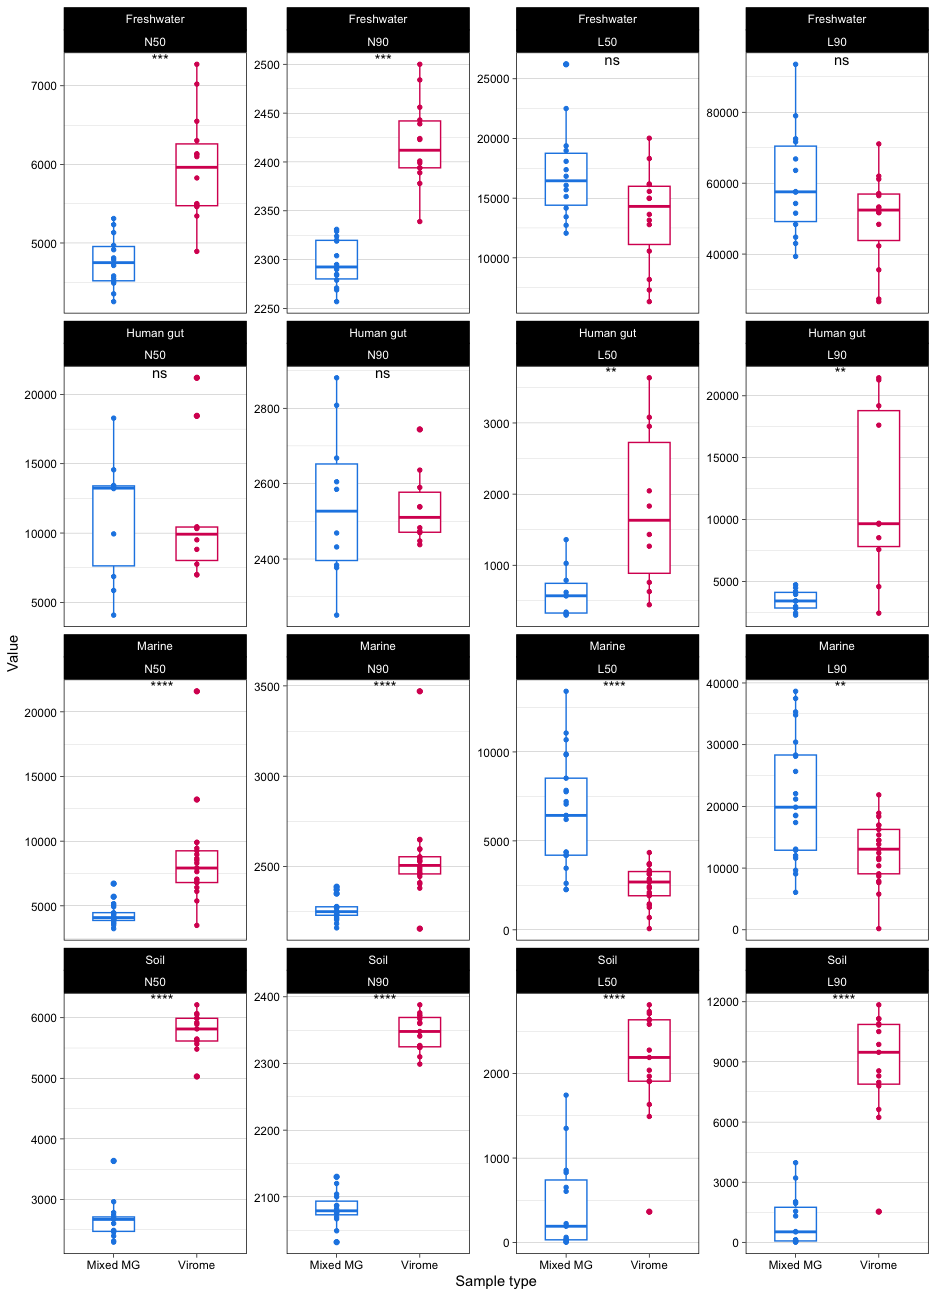 Freshwater
N50
***
7000
6000
5000
Freshwater
N90
***
2500
2450
2400
2350
2300
2250
Freshwater
L50
ns
25000
20000
15000
10000
Freshwater
L90
ns
80000
60000
40000
Human gut
N50
ns
20000
15000
10000
5000
Human gut
N90
ns
2800
2600
2400
Human gut
L50
**
3000
2000
1000
Human gut
L90
**
20000
15000
10000
5000
Value
Marine
N50
****
20000
15000
10000
5000
Marine
N90
****
3500
3000
2500
Marine
L50
****
10000
5000
0
Marine
L90
**
40000
30000
20000
10000
0
Soil
N50
****
6000
5000
4000
3000
Soil
N90
****
2400
2300
2200
2100
Soil
L50
****
2000
1000
0
Soil
L90
****
12000
9000
6000
3000
0
Mixed MG Virome
Mixed MG Virome
Mixed MG Virome
Mixed MG Virome
Sample type